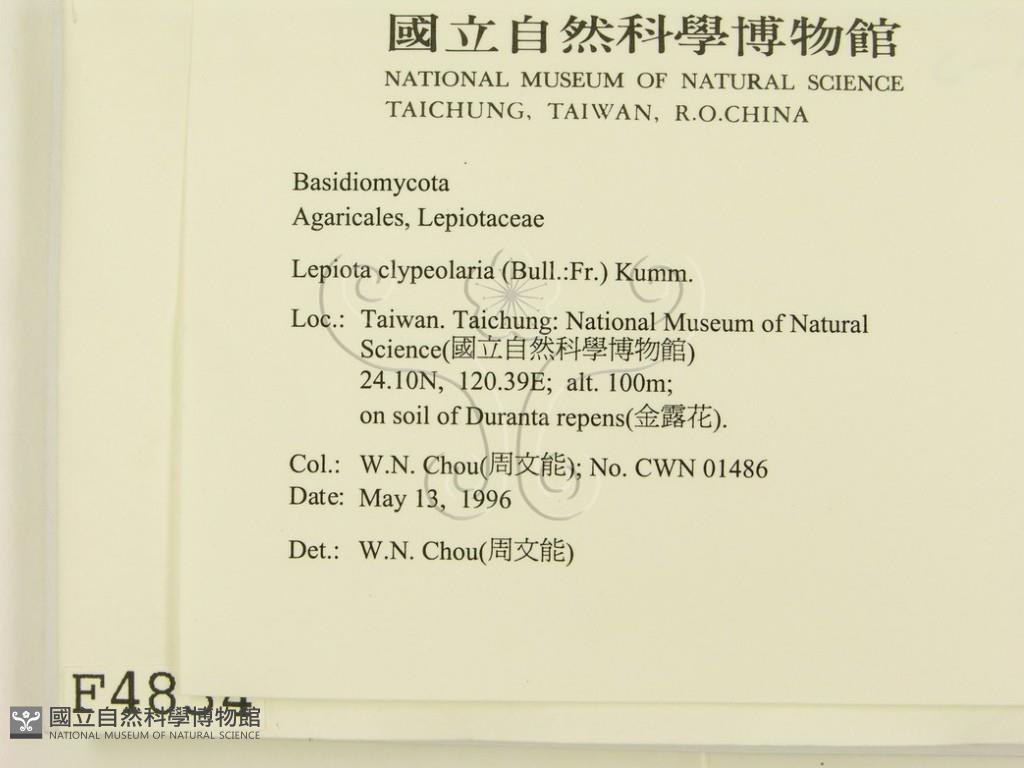 國立自然科學博物館
NATIONAL MUSEUM OF NATURAL SCIENCE
TAICHUNG, TAIWAN, R.O.CHINA
Basidiomycota
Agaricales, Lepiotaceae
Lepiota clypeolaria (Bull.:Fr.) Kumm.
Loc.: Taiwan. Taichung: National Museum of Natural
Science(國立自然科學博物館)
24.10N, 120.39E; alt. 100m;
on soil of Duranta repens(金露花).
Col.: W.N. Chou(周文能); No. CWN 01486
Date: May 13, 1996
Det.: W.N. Chou(周文能)
國立自然科學博物館
NATIONAL MUSEUM OF NATURAL SCIENCE